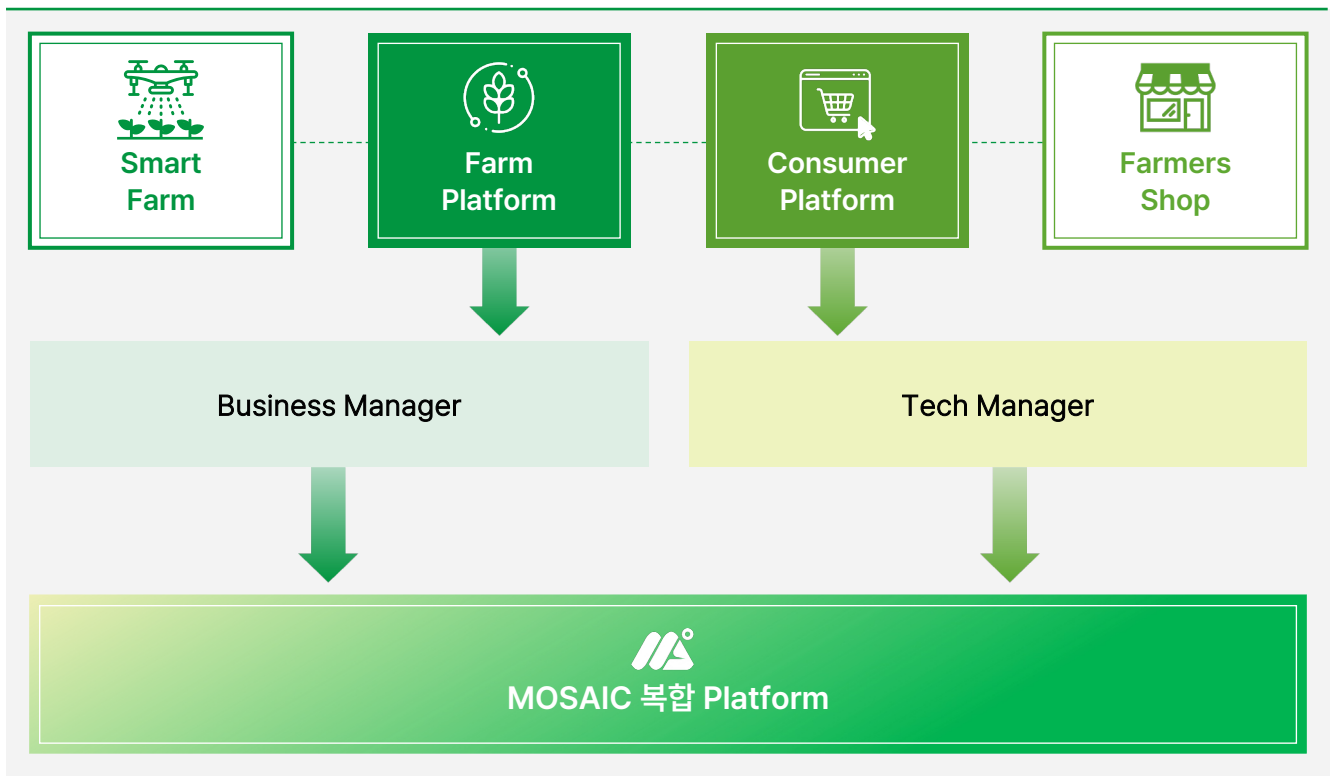 Smart
Farm
Farm
Platform
Consumer
Platform
Farmers
Shop
Business Manager
Tech Manager
MOSAIC 복합 Platform